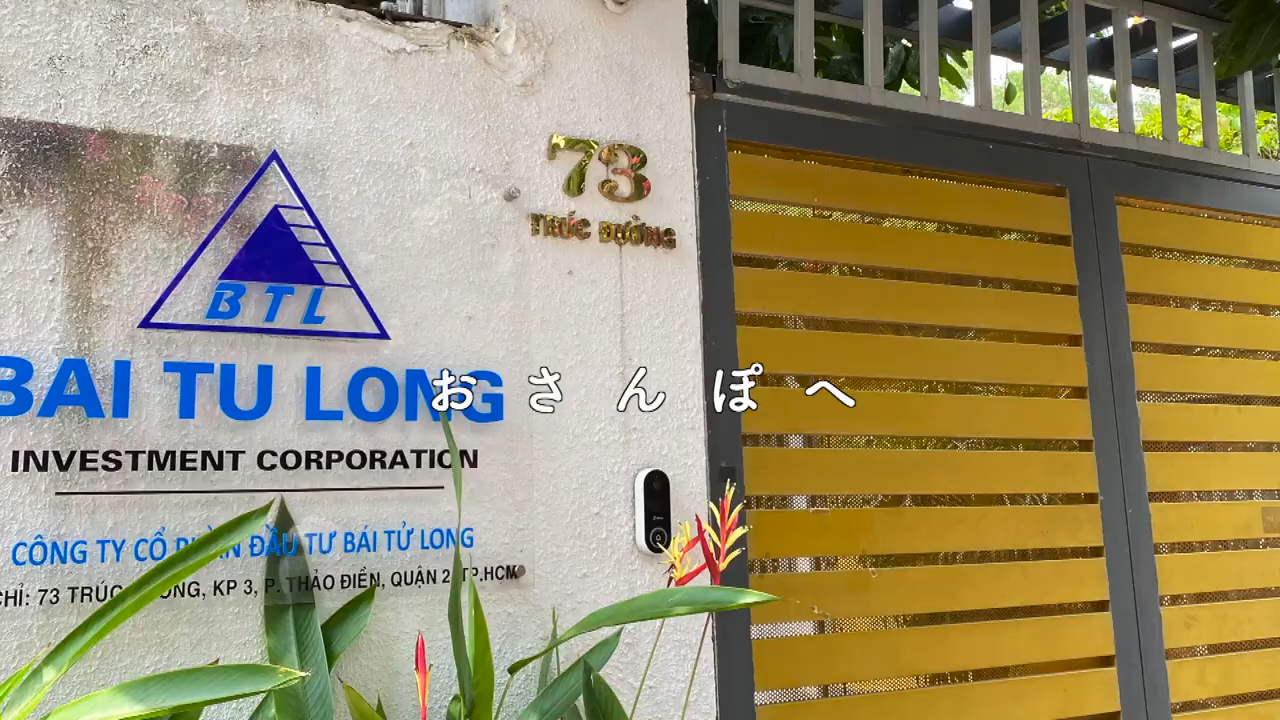 73
TRÚC ĐƯỜNG
BTL
BAI TU LONG
おさんぽへ
INVESTMENT CORPORATION
CÔNG TY CỔ PHẦN ĐẦU TƯ BÁI TỬ LONG
CHỈ: 73 TRÚC ĐƯỜNG, KP 3, P. THẢO ĐIỀN, QUẬN 2, TP.HCM